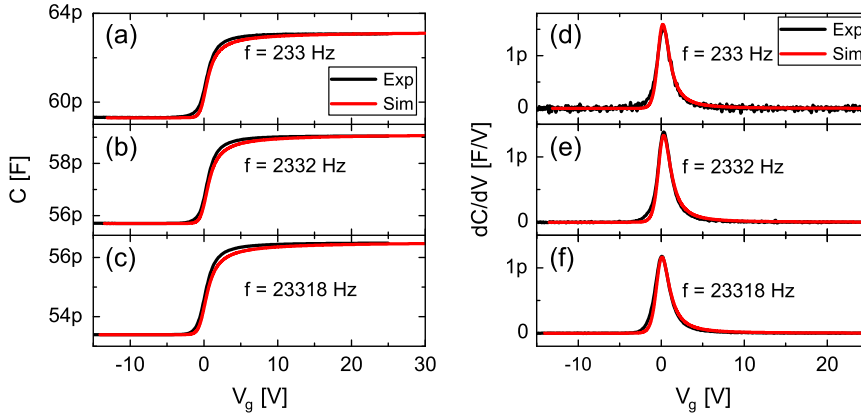 64p
(a)
f = 233 Hz
Exp
Sim
60p
(b)
58p
f = 2332 Hz
56p
(c)
56p
f = 23318 Hz
54p
C [F]
-10
0
10
20
30
V_g [V]
(d)
Exp
Sim
1p
f = 233 Hz
0
(e)
1p
f = 2332 Hz
0
(f)
1p
f = 23318 Hz
0
dC/dV [F/V]
-10
0
10
20
V_g [V]